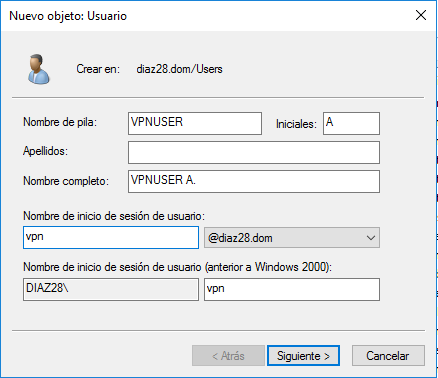 Nuevo objeto: Usuario
Crear en: diaz28.dom/Users
Nombre de pila: VPNUSER Iniciales: A
Apellidos:
Nombre completo: VPNUSER A.
Nombre de inicio de sesión de usuario:
vpn @diaz28.dom
Nombre de inicio de sesión de usuario (anterior a Windows 2000):
DIAZ28\ vpn
< Atrás Siguiente > Cancelar